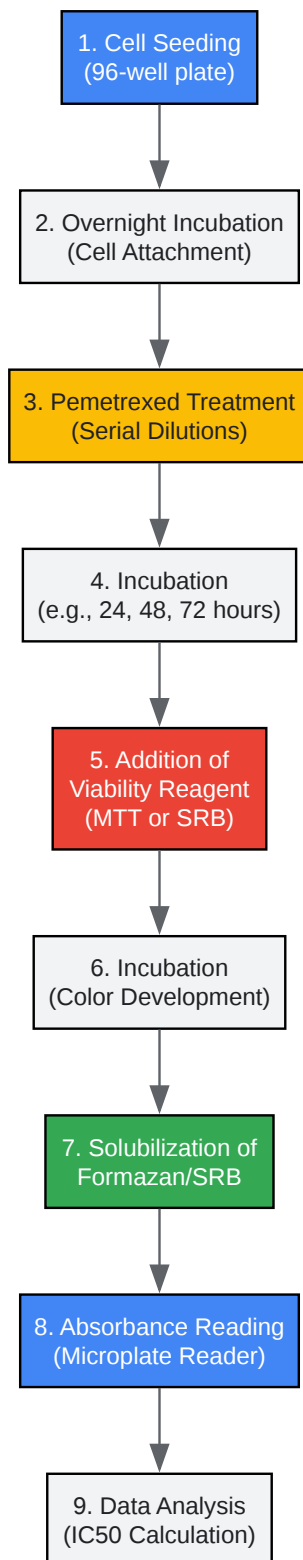 1. Cell Seeding
(96-well plate)
2. Overnight Incubation
(Cell Attachment)
3. Pemetrexed Treatment
(Serial Dilutions)
4. Incubation
(e.g., 24, 48, 72 hours)
5. Addition of
Viability Reagent
(MTT or SRB)
6. Incubation
(Color Development)
7. Solubilization of
Formazan/SRB
8. Absorbance Reading
(Microplate Reader)
9. Data Analysis
(IC50 Calculation)